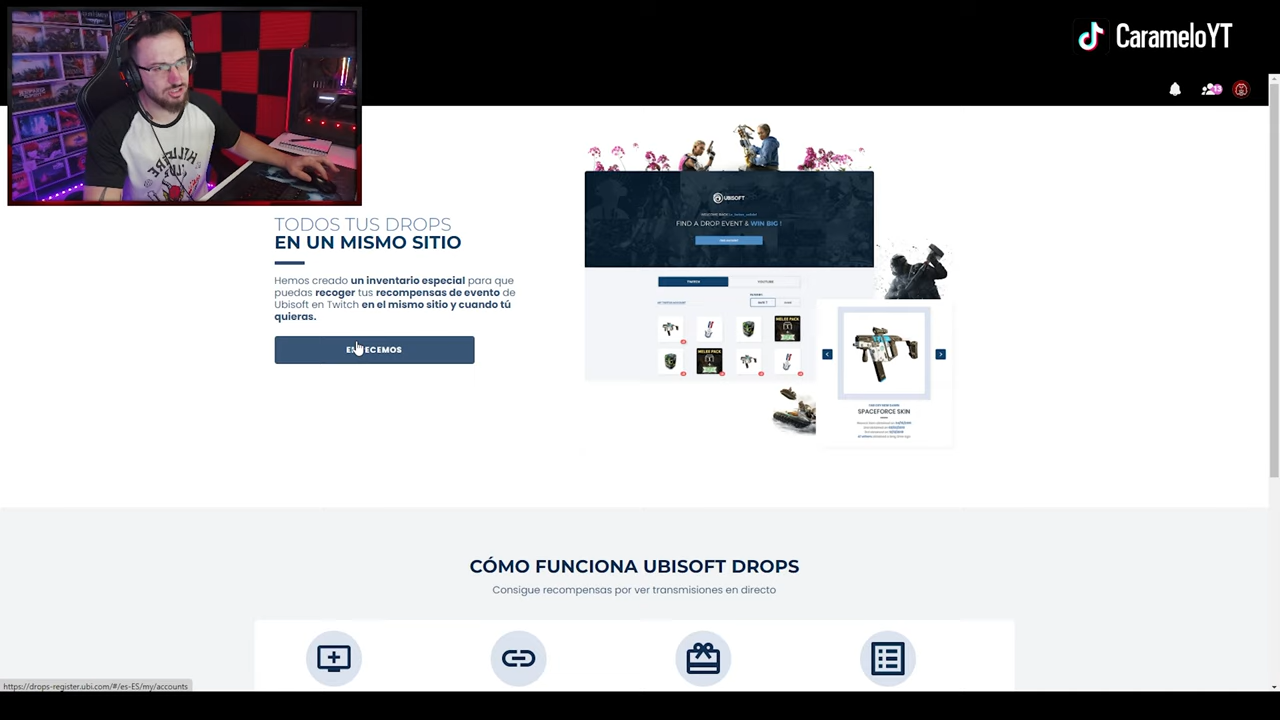 CarameloYT
TODOS TUS DROPS
EN UN MISMO SITIO
Hemos creado un inventario especial para que
puedas recoger tus recompensas de evento de
Ubisoft en Twitch en el mismo sitio y cuando tú
quieras.
UBISOFT
FIND A DROP EVENT & WIN BIG !
TWITCH
YOUTUBE
MELEE PACK
MELEE PACK
SPACEFORCE SKIN
CÓMO FUNCIONA UBISOFT DROPS
Consigue recompensas por ver transmisiones en directo
https://drops-register.ubi.com/#/es-ES/my/accounts